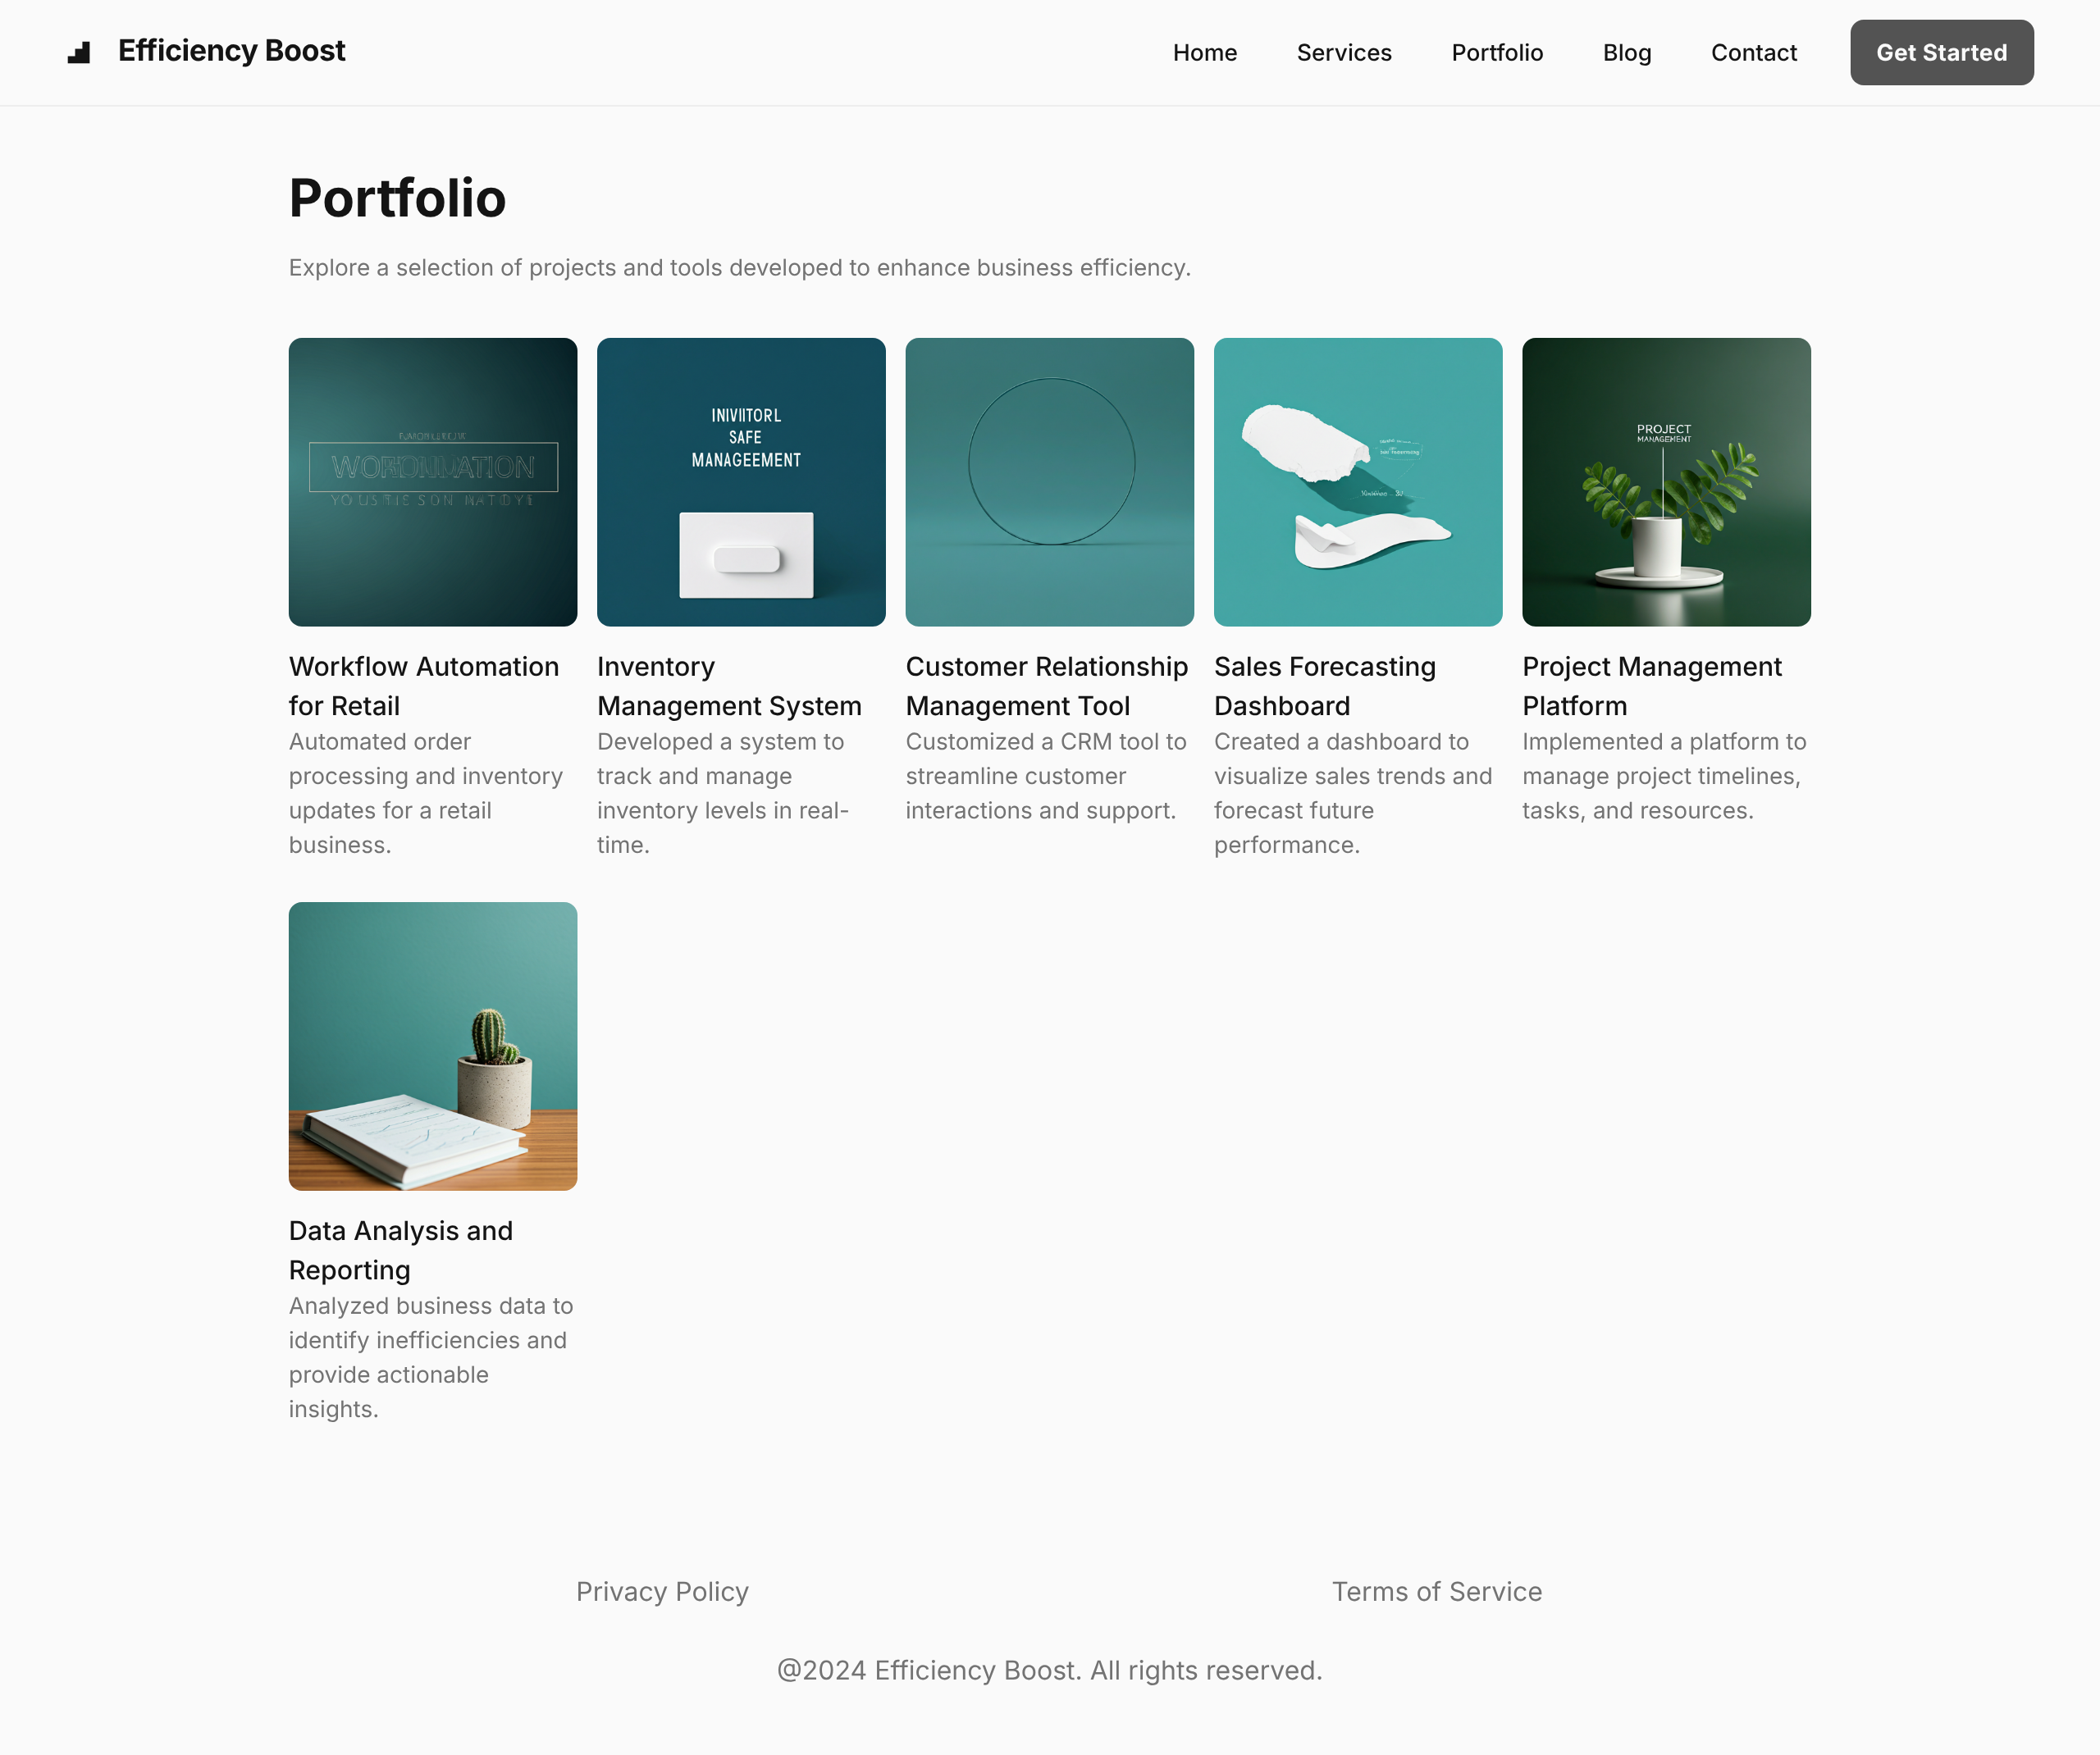 Efficiency Boost
Home
Services
Portfolio
Blog
Contact
Get Started
Portfolio
Explore a selection of projects and tools developed to enhance business efficiency.
INIVIITORL
SAFE
MANAGEEMENT
PROJECT
MANAGEMENT
Workflow Automation
for Retail
Automated order
processing and inventory
updates for a retail
business.
Inventory
Management System
Developed a system to
track and manage
inventory levels in real-
time.
Customer Relationship
Management Tool
Customized a CRM tool to
streamline customer
interactions and support.
Sales Forecasting
Dashboard
Created a dashboard to
visualize sales trends and
forecast future
performance.
Project Management
Platform
Implemented a platform to
manage project timelines,
tasks, and resources.
Data Analysis and
Reporting
Analyzed business data to
identify inefficiencies and
provide actionable
insights.
Privacy Policy
Terms of Service
@2024 Efficiency Boost. All rights reserved.